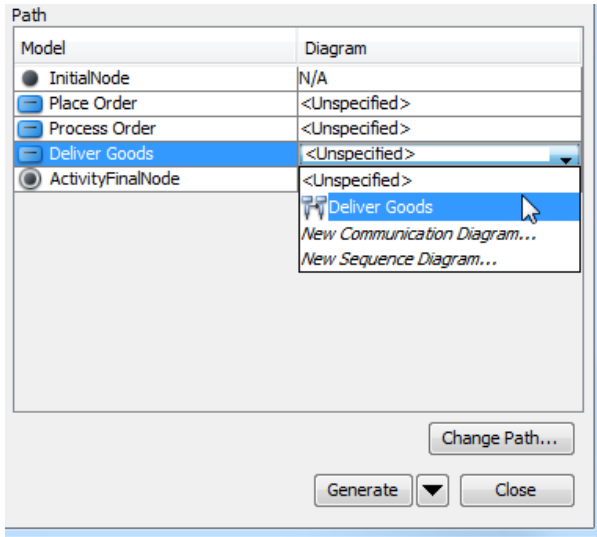 Path
Model Diagram
InitialNode N/A
Place Order <Unspecified>
Process Order <Unspecified>
Deliver Goods <Unspecified>
ActivityFinalNode <Unspecified>
Deliver Goods
New Communication Diagram...
New Sequence Diagram...
Change Path...
Generate Close